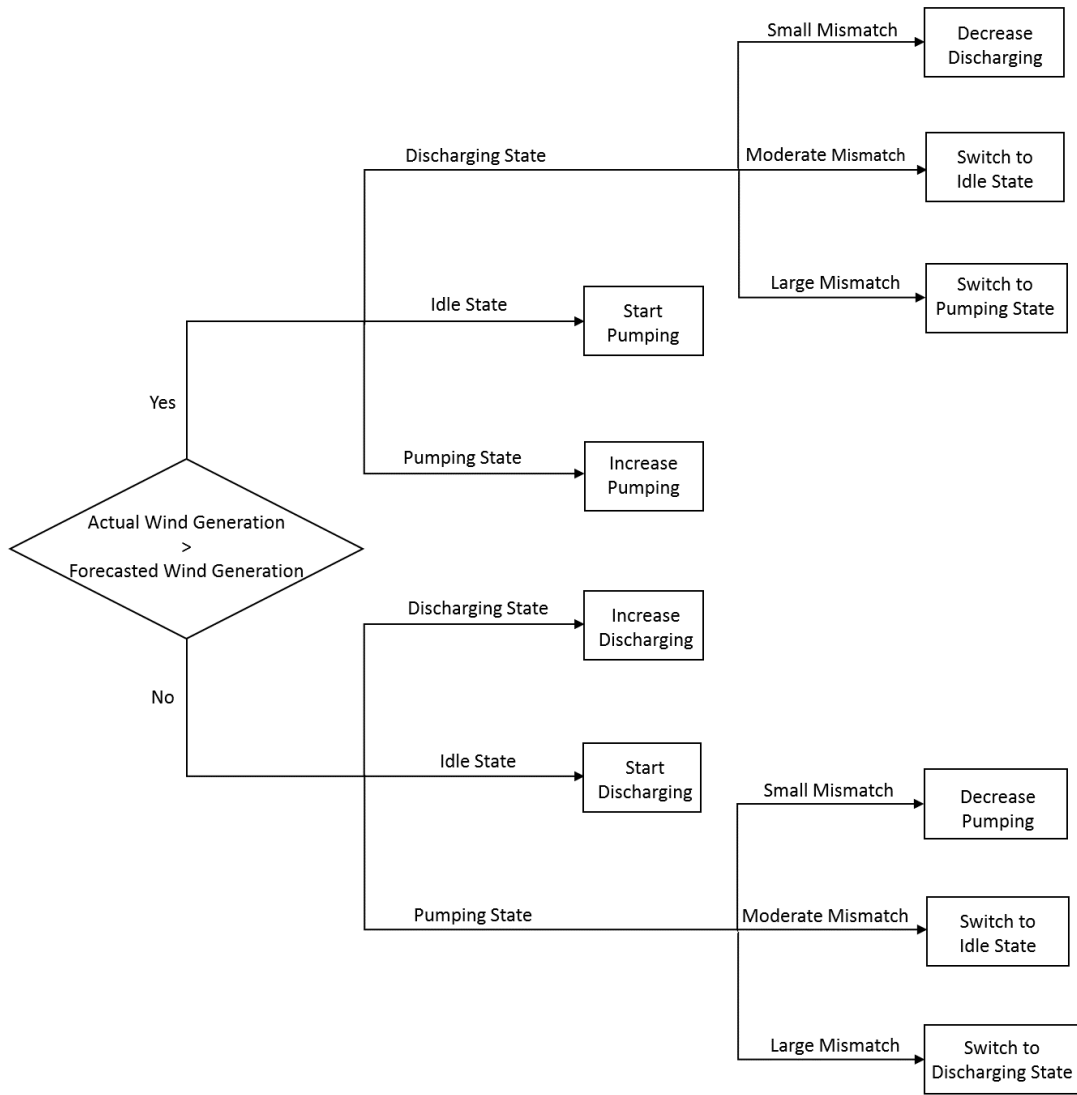 Small Mismatch
Decrease
Discharging
Discharging State
Moderate Mismatch
Switch to
Idle State
Large Mismatch
Switch to
Pumping State
Idle State
Start
Pumping
Yes
Pumping State
Increase
Pumping
Actual Wind Generation
>
Forecasted Wind Generation
Discharging State
Increase
Discharging
No
Idle State
Start
Discharging
Small Mismatch
Decrease
Pumping
Pumping State
Moderate Mismatch
Switch to
Idle State
Large Mismatch
Switch to
Discharging State